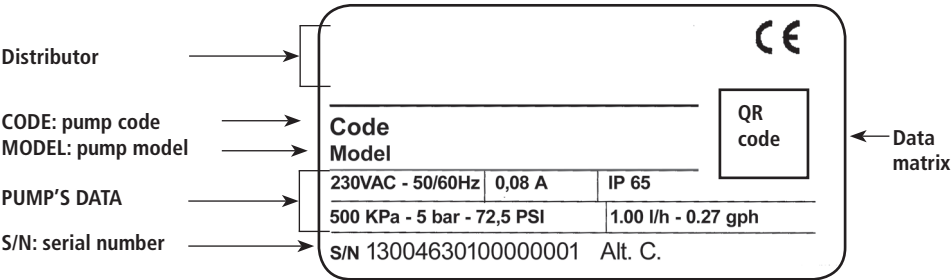 CE
Distributor
QR
code
CODE: pump code
Code
MODEL: pump model
Model
Data
matrix
230VAC - 50/60Hz 0,08 A IP 65
PUMP'S DATA
500 KPa - 5 bar - 72,5 PSI 1.00 l/h - 0.27 gph
S/N: serial number
S/N 13004630100000001 Alt. C.